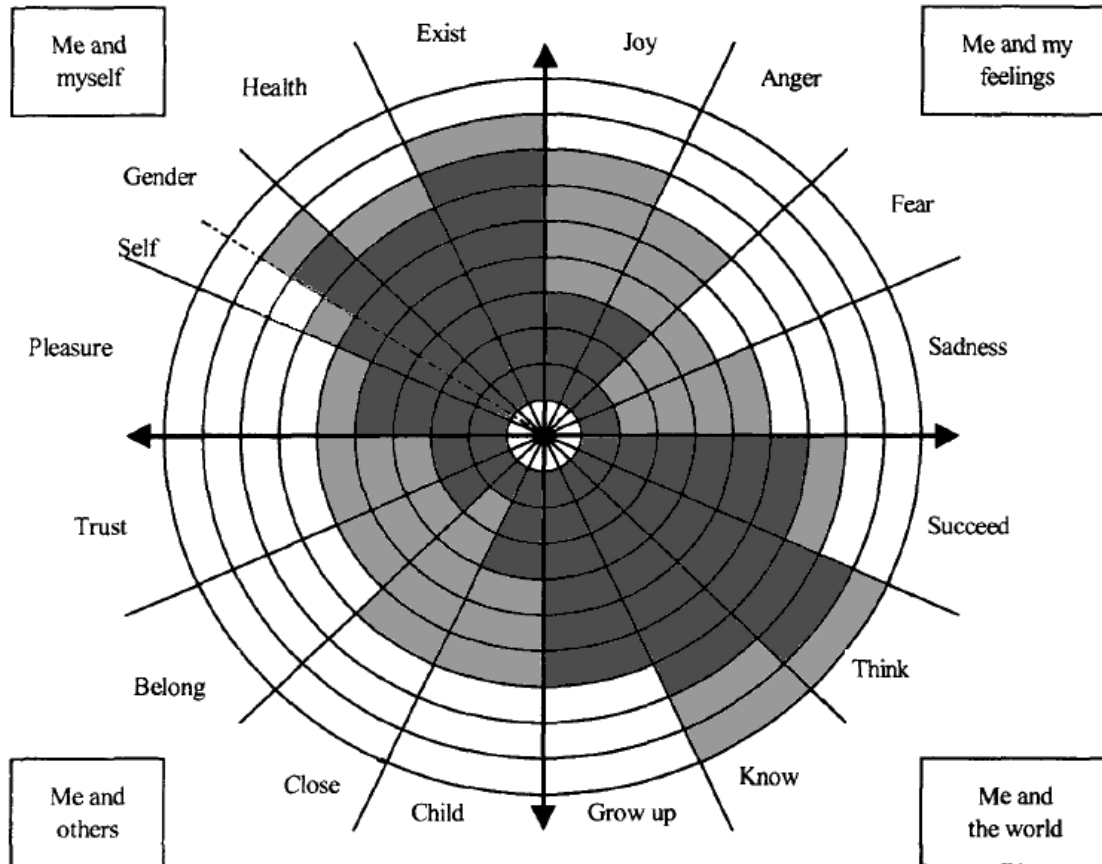 Me and
myself
Exist
Joy
Me and my
feelings
Health
Anger
Gender
Fear
Self
Pleasure
Sadness
Trust
Succeed
Belong
Think
Close
Child
Grow up
Know
Me and
others
Me and
the world